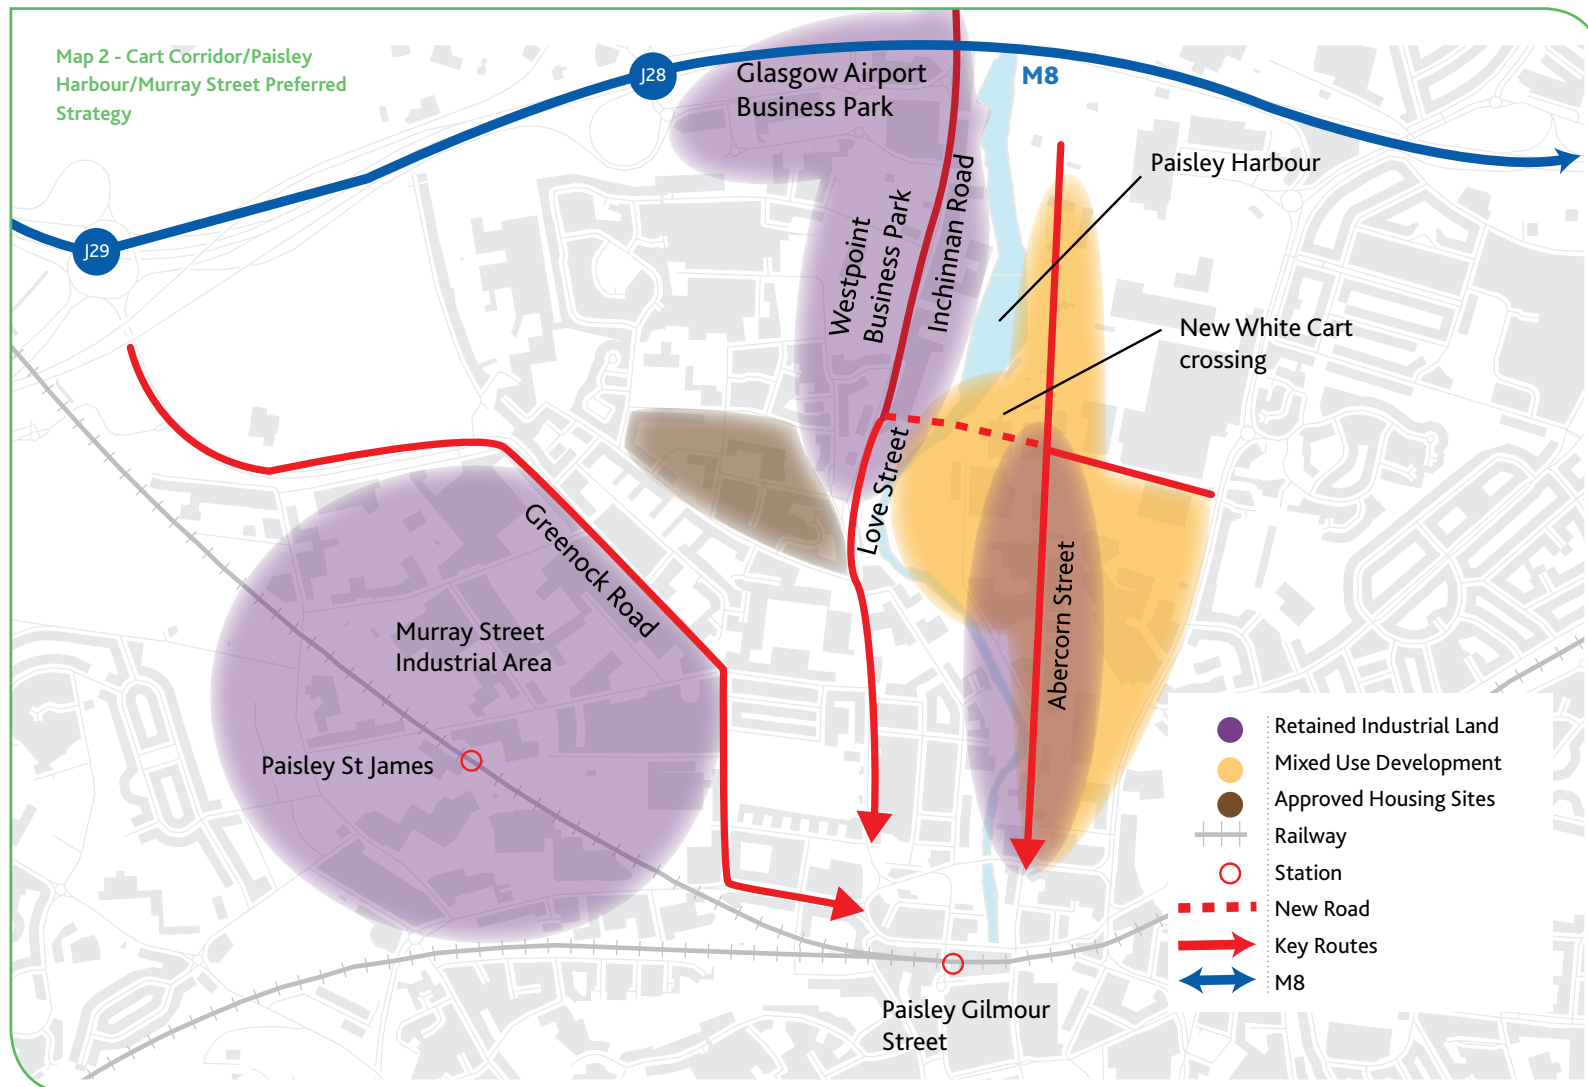 Map 2 - Cart Corridor/Paisley
Harbour/Murray Street Preferred
Strategy
J28
Glasgow Airport
Business Park
M8
J29
Paisley Harbour
Westpoint
Business Park
Inchinnan Road
New White Cart
crossing
Love Street
Greenock Road
Abercorn Street
Murray Street
Industrial Area
Paisley St James
Paisley Gilmour
Street
Retained Industrial Land
Mixed Use Development
Approved Housing Sites
Railway
Station
New Road
Key Routes
M8